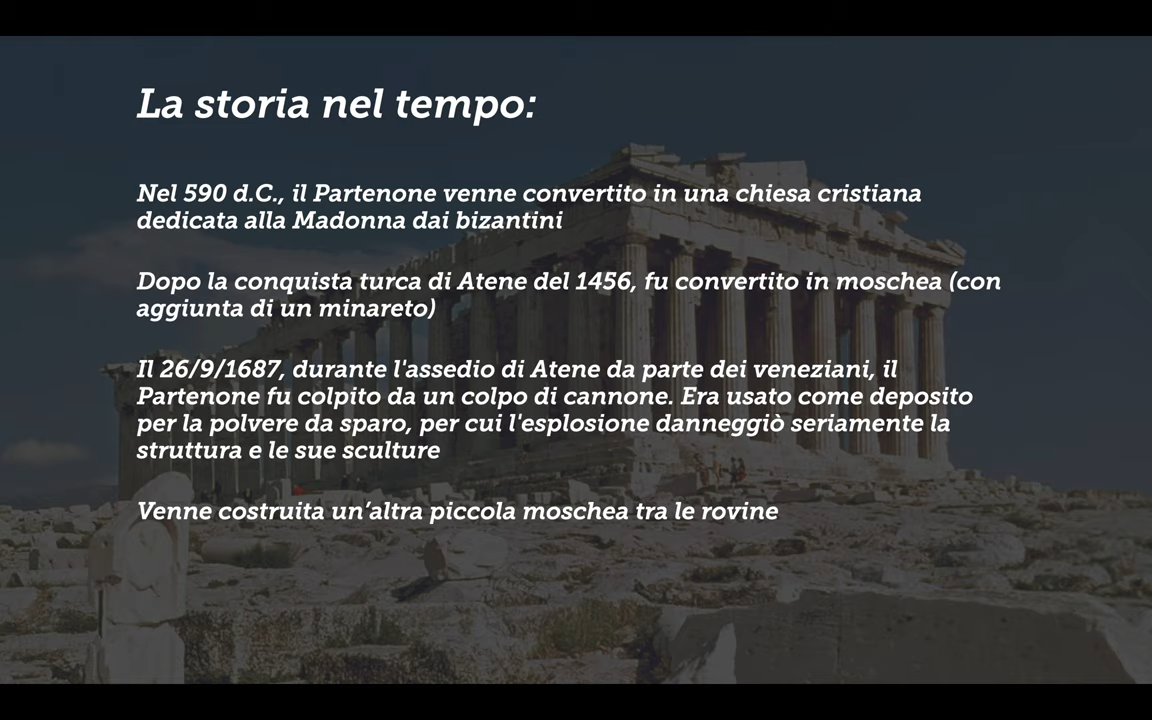 La storia nel tempo:
Nel 590 d.C., il Partenone venne convertito in una chiesa cristiana
dedicata alla Madonna dai bizantini
Dopo la conquista turca di Atene del 1456, fu convertito in moschea (con
aggiunta di un minareto)
Il 26/9/1687, durante l'assedio di Atene da parte dei veneziani, il
Partenone fu colpito da un colpo di cannone. Era usato come deposito
per la polvere da sparo, per cui l'esplosione danneggiò seriamente la
struttura e le sue sculture
Venne costruita un’altra piccola moschea tra le rovine